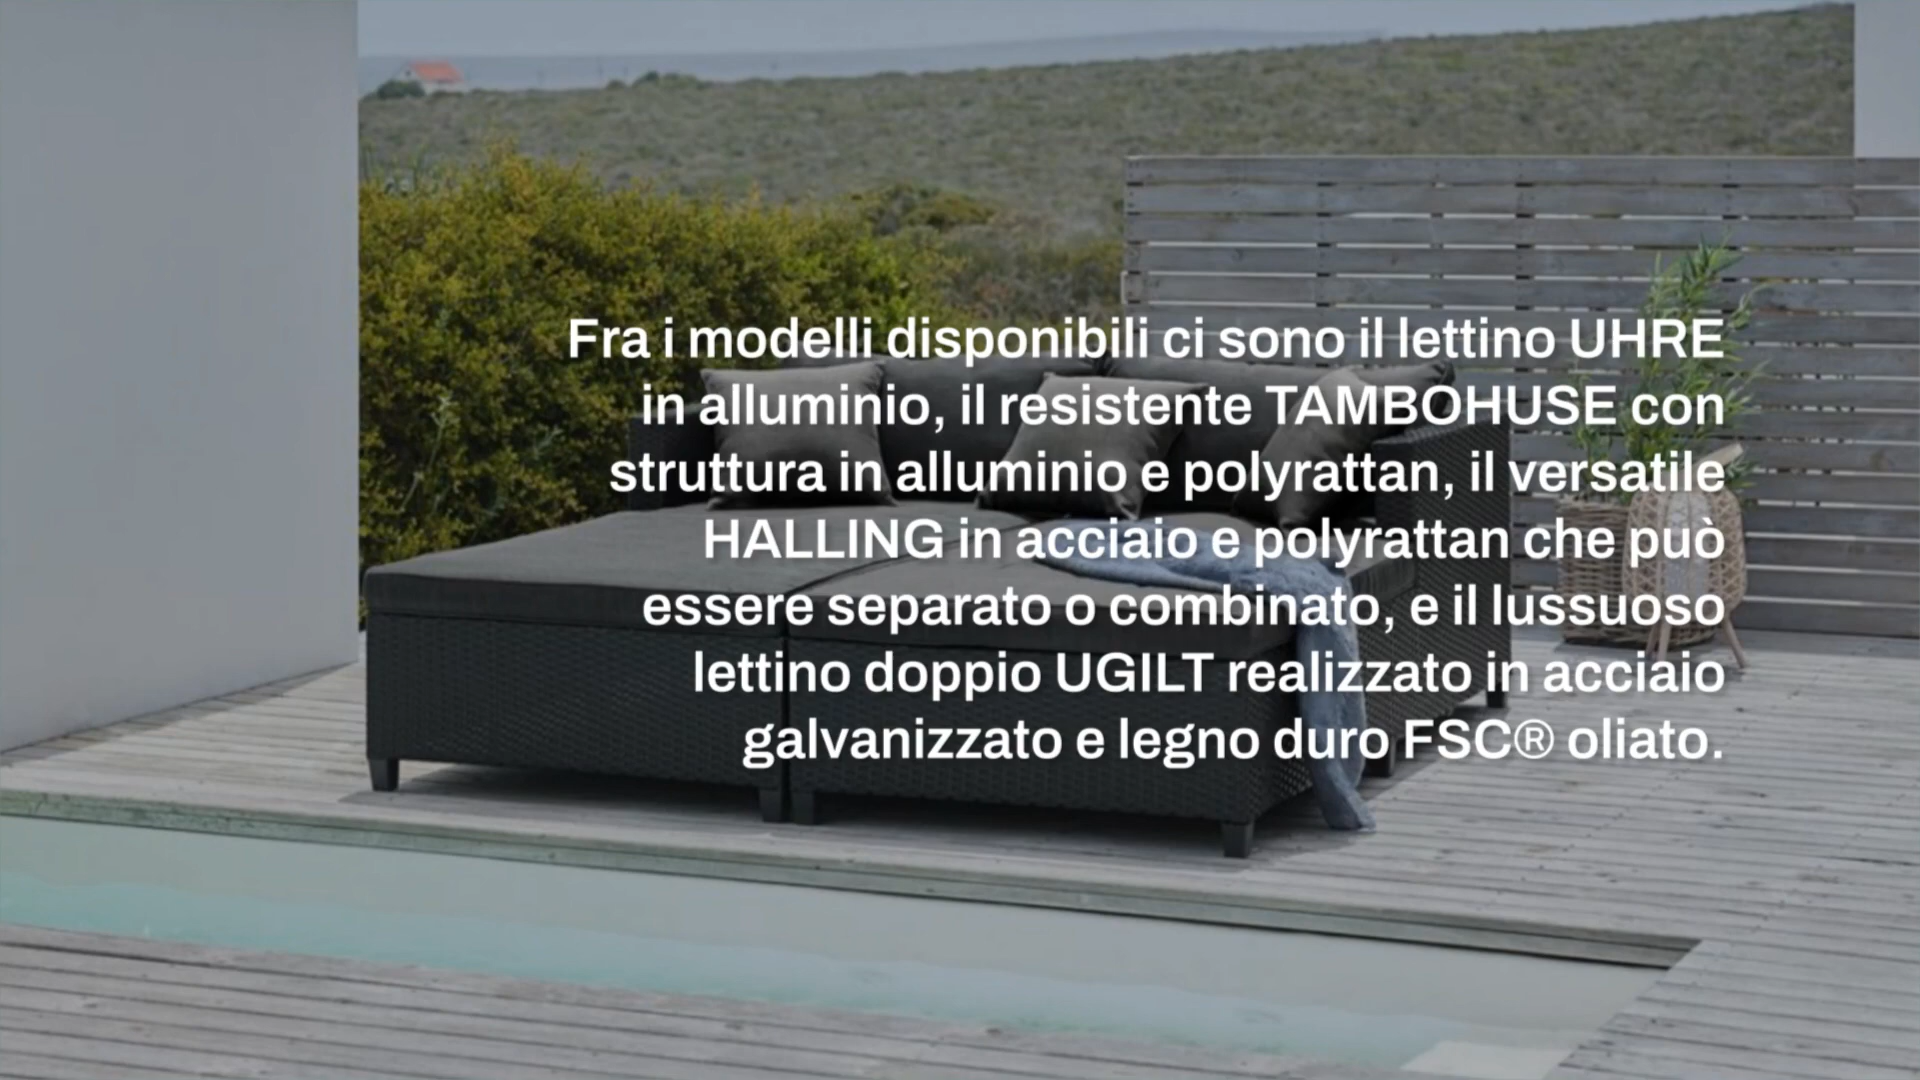 Fra i modelli disponibili ci sono il lettino UHRE
in alluminio, il resistente TAMBOHUSE con
struttura in alluminio e polyrattan, il versatile
HALLING in acciaio e polyrattan che può
essere separato o combinato, e il lussuoso
lettino doppio UGILT realizzato in acciaio
galvanizzato e legno duro FSC® oliato.